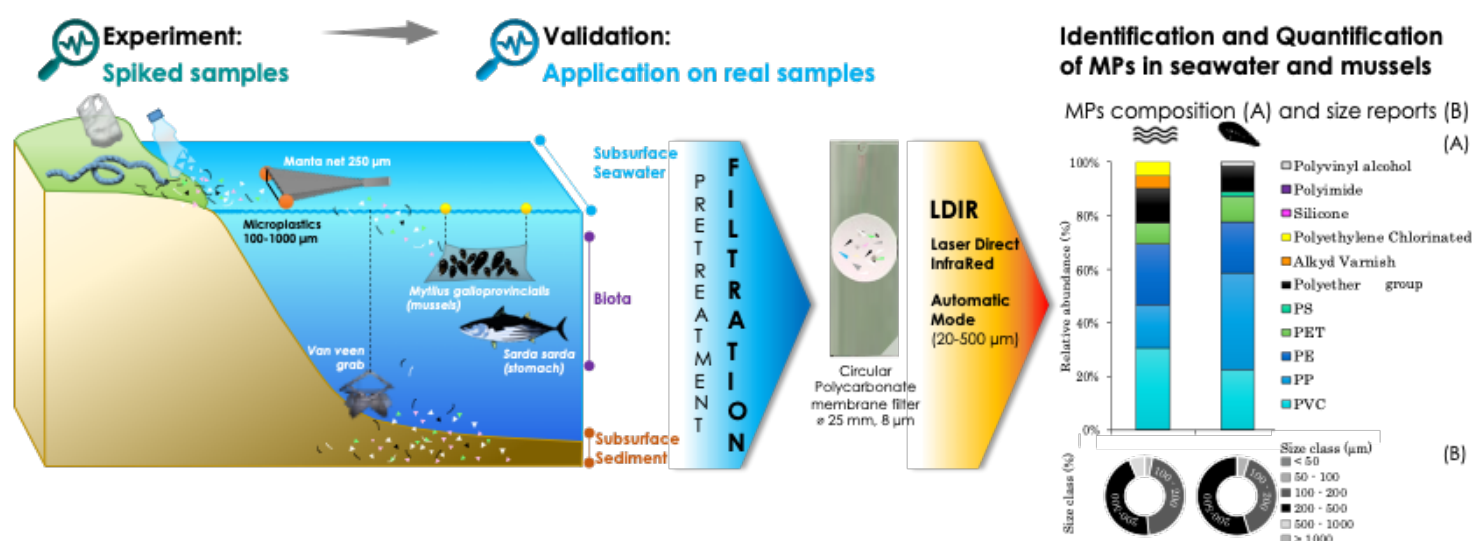 Experiment:
Spiked samples
Validation:
Application on real samples
Identification and Quantification
of MPs in seawater and mussels
MPs composition (A) and size reports (B)
(A)
Manta net 250 µm
Microplastics
100-1000 µm
Mytilus galloprovincialis
(mussels)
Sarda sarda
(stomach)
Van veen
grab
Subsurface
Seawater
Biota
Subsurface
Sediment
PRETREATMENT
FILTRATION
Circular
Polycarbonate
membrane filter
ø 25 mm, 8 µm
LDIR
Laser Direct
InfraRed
Automatic
Mode
(20-500 µm)
Relative abundance (%)
100%
80%
60%
40%
20%
0%
Polyvinyl alcohol
Polyimide
Silicone
Polyethylene Chlorinated
Alkyd Varnish
Polyether group
PS
PET
PE
PP
PVC
(B)
Size class (%)
100 - 200
200-500
100 - 200
200-500
Size class (µm)
< 50
50 - 100
100 - 200
200 - 500
500 - 1000
> 1000